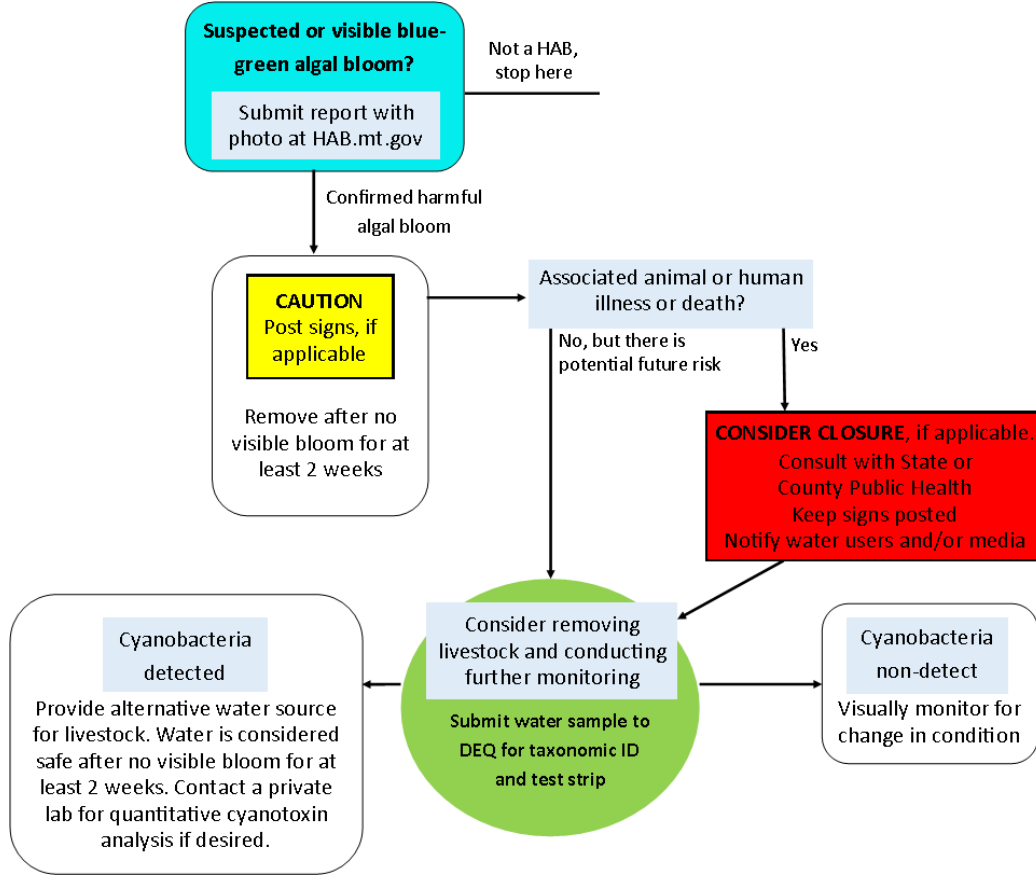 Suspected or visible blue-
green algal bloom?
Submit report with
photo at HAB.mt.gov
Not a HAB,
stop here
Confirmed harmful
algal bloom
CAUTION
Post signs, if
applicable
Remove after no
visible bloom for at
least 2 weeks
Associated animal or human
illness or death?
No, but there is
potential future risk
Yes
CONSIDER CLOSURE, if applicable.
Consult with State or
County Public Health
Keep signs posted
Notify water users and/or media
Consider removing
livestock and conducting
further monitoring
Submit water sample to
DEQ for taxonomic ID
and test strip
Cyanobacteria
detected
Provide alternative water source
for livestock. Water is considered
safe after no visible bloom for at
least 2 weeks. Contact a private
lab for quantitative cyanotoxin
analysis if desired.
Cyanobacteria
non-detect
Visually monitor for
change in condition